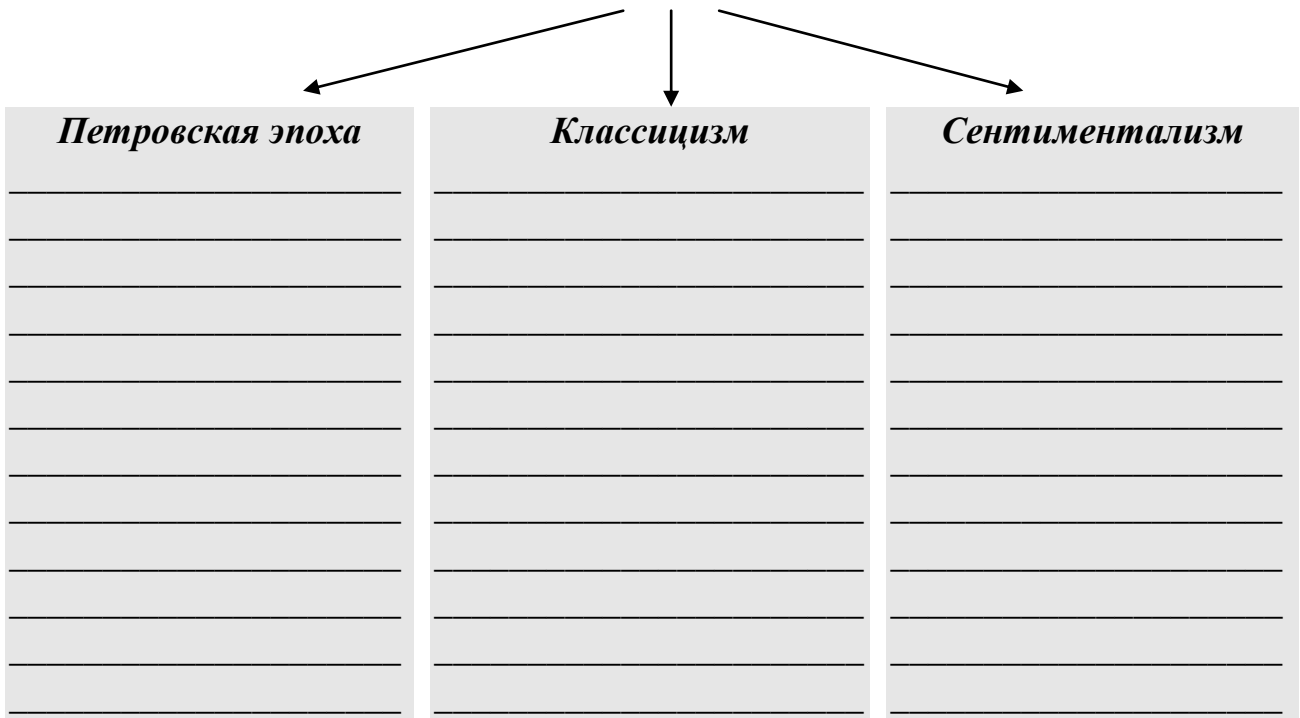 Петровская эпоха
Классицизм
Сентиментализм